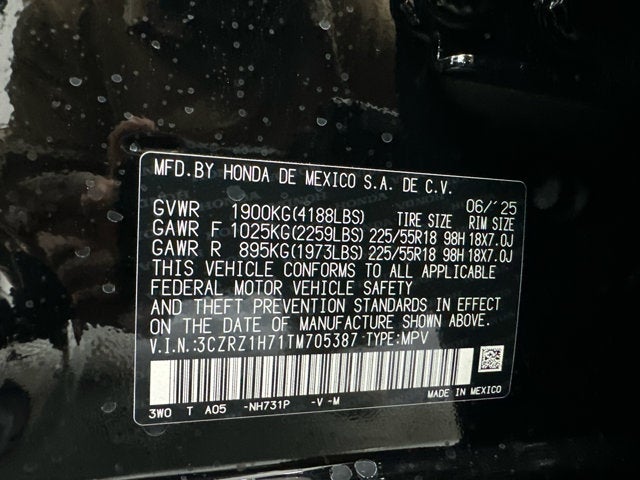 MFD.BY HONDA DE MEXICO S.A. DE C.V.
06/'25
GVWR 1900KG(4188LBS) TIRE SIZE RIM SIZE
GAWR F 1025KG(2259LBS) 225/55R18 98H 18X7.0J
GAWR R 895KG(1973LBS) 225/55R18 98H 18X7.0J
THIS VEHICLE CONFORMS TO ALL APPLICABLE
FEDERAL MOTOR VEHICLE SAFETY
AND THEFT PREVENTION STANDARDS IN EFFECT
ON THE DATE OF MANUFACTURE SHOWN ABOVE.
V.I.N.:3CZRZ1H71TM705387 TYPE:MPV
MADE IN MEXICO
3W0 T A05 -NH731P -V -M